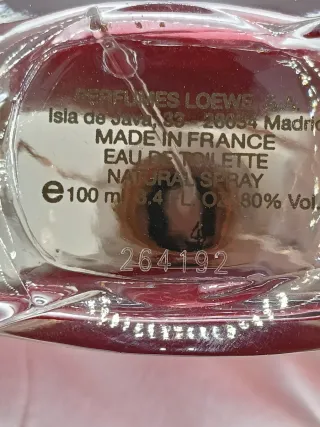 PERFUMES LOEWE, S.A.
Isla de Java, 33 - 28034 Madrid
MADE IN FRANCE
EAU DE TOILETTE
NATURAL SPRAY
e 100 ml 3.4 FL. OZ. 80% Vol.
264192